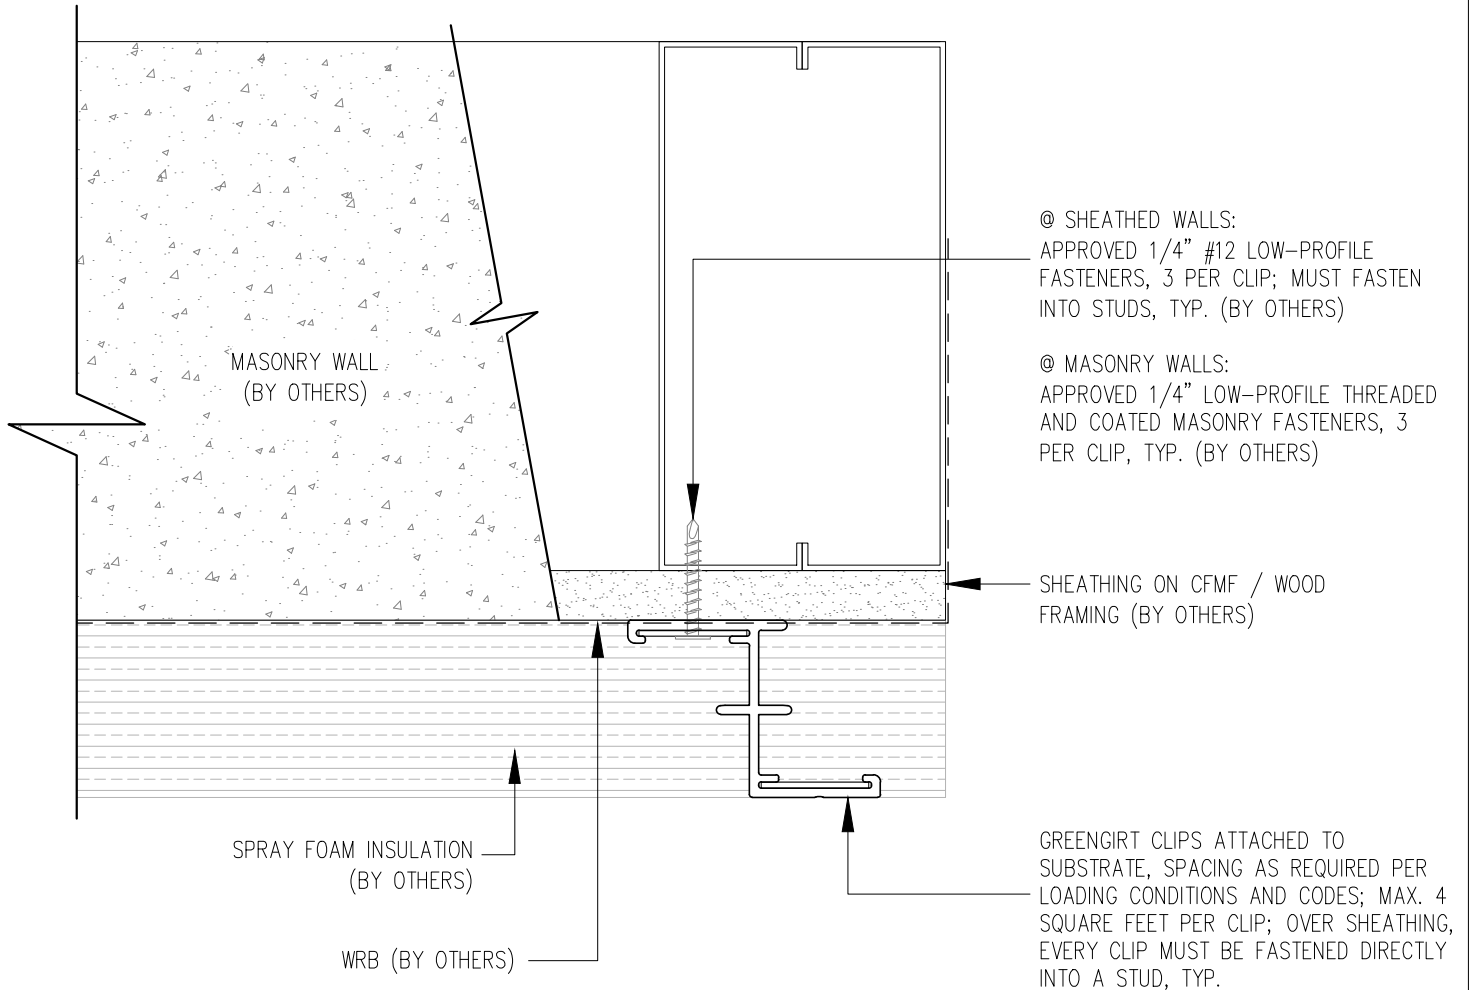 @ SHEATHED WALLS:
APPROVED 1/4” #12 LOW-PROFILE
FASTENERS, 3 PER CLIP; MUST FASTEN
INTO STUDS, TYP. (BY OTHERS)
@ MASONRY WALLS:
APPROVED 1/4” LOW-PROFILE THREADED
AND COATED MASONRY FASTENERS, 3
PER CLIP, TYP. (BY OTHERS)
MASONRY WALL
(BY OTHERS)
SHEATHING ON CFMF / WOOD
FRAMING (BY OTHERS)
SPRAY FOAM INSULATION
(BY OTHERS)
WRB (BY OTHERS)
GREENGIRT CLIPS ATTACHED TO
SUBSTRATE, SPACING AS REQUIRED PER
LOADING CONDITIONS AND CODES; MAX. 4
SQUARE FEET PER CLIP; OVER SHEATHING,
EVERY CLIP MUST BE FASTENED DIRECTLY
INTO A STUD, TYP.